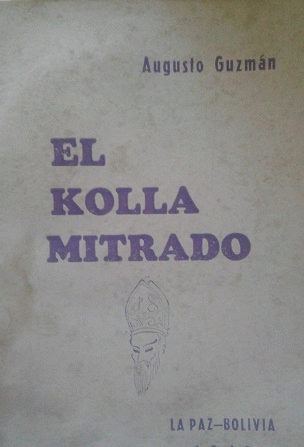 Augusto Guzmán
EL
KOLLA
MITRADO
LA PAZ-BOLIVIA